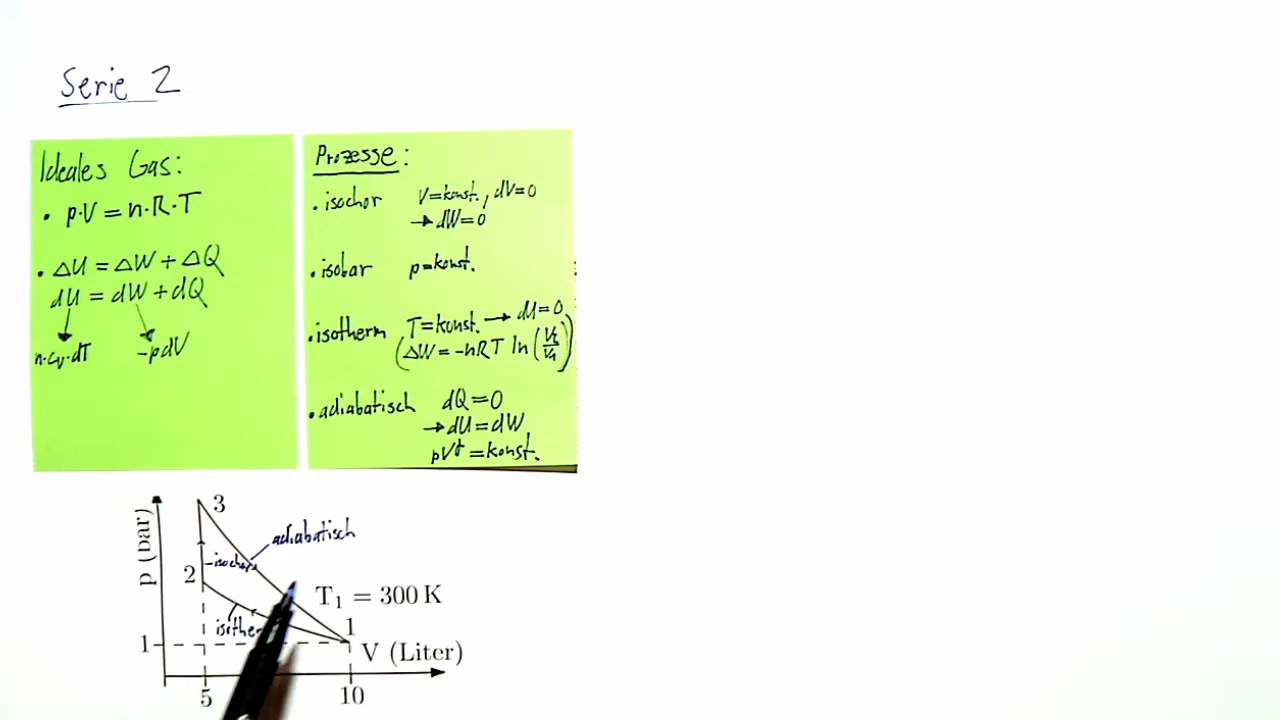 Serie 2
Ideales Gas:
• p·V = n·R·T
• ΔU = ΔW + ΔQ
dU = dW + dQ
n·cv·dT
-pdV
Prozesse:
• isochor V=konst., dV=0
→ dW=0
• isobar p=konst.
• isotherm T=konst. → dU=0
(ΔW = -nRT ln (V2/V1))
• adiabatisch dQ=0
→ dU = dW
pVᵞ = konst.
3
adiabatisch
p (bar)
isochor
2
T1 = 300 K
1
1
V (Liter)
5
10